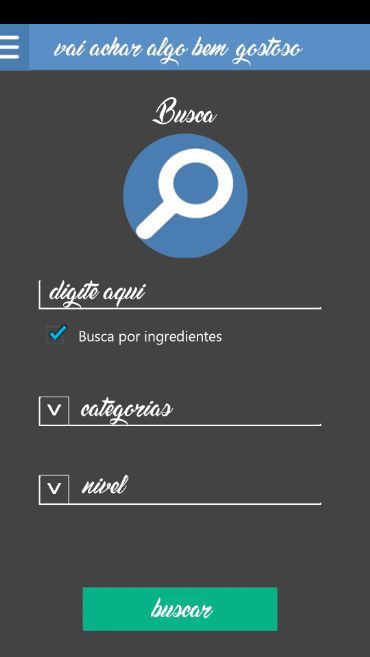 vai achar algo bem gostoso
Busca
digite aqui
Busca por ingredientes
v categorias
v nivel
buscar